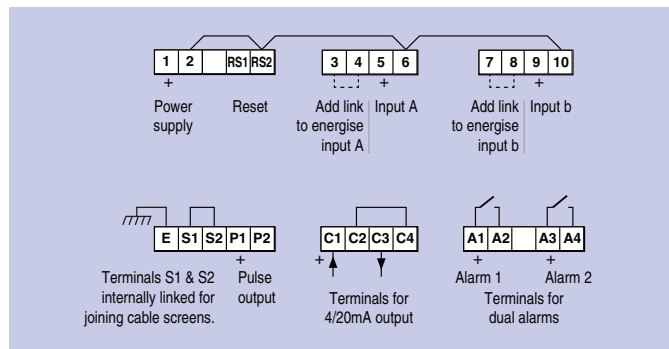 1 2 RS1 RS2 3 4 5 6 7 8 9 10
+ + +
Power supply
Reset
Add link to energise input A
Input A
Add link to energise input b
Input b
E S1 S2 P1 P2 C1 C2 C3 C4 A1 A2 A3 A4
+ + + +
Terminals S1 & S2
internally linked for
joining cable screens.
Pulse
output
Terminals for
4/20mA output
Alarm 1 Alarm 2
Terminals for
dual alarms